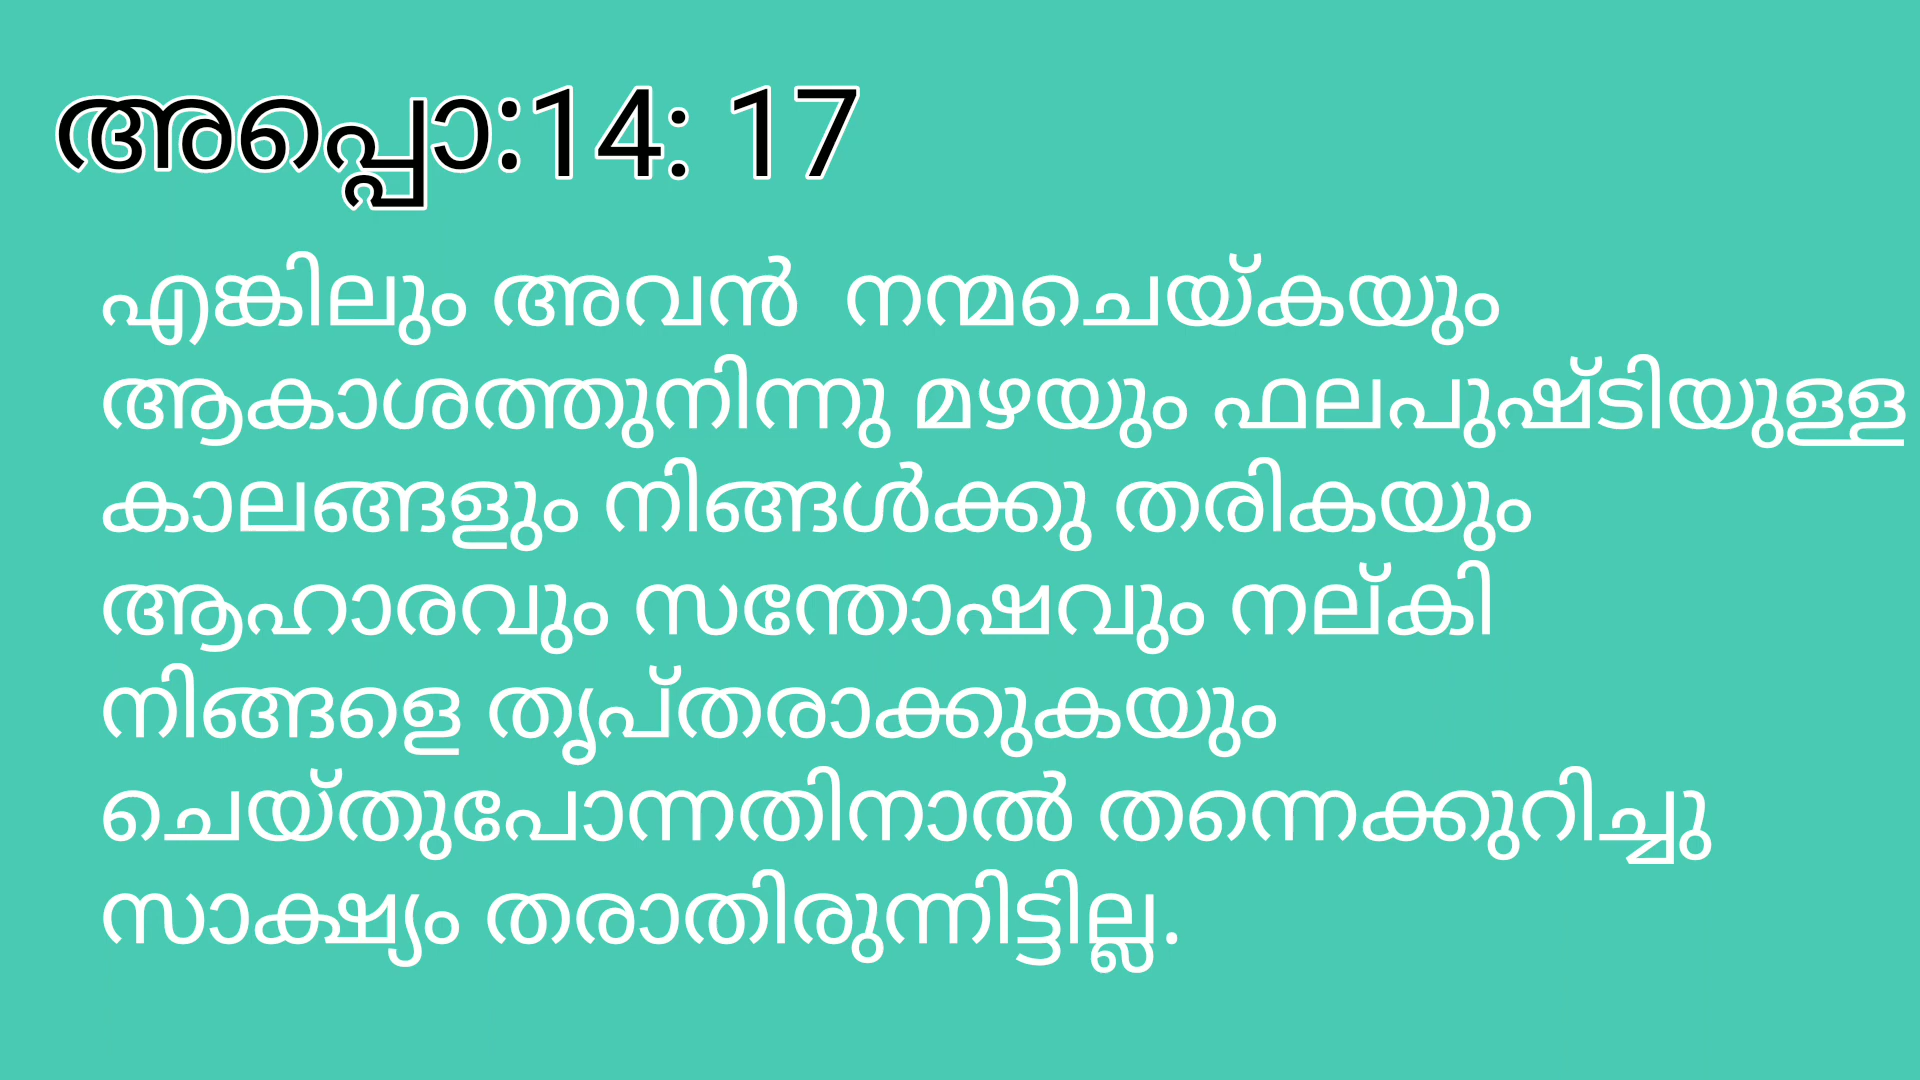 അപ്പൊ:14: 17
എങ്കിലും അവൻ  നന്മചെയ്കയും
ആകാശത്തുനിന്നു മഴയും ഫലപുഷ്ടിയുള്ള
കാലങ്ങളും നിങ്ങൾക്കു തരികയും
ആഹാരവും സന്തോഷവും നല്കി
നിങ്ങളെ തൃപ്തരാക്കുകയും
ചെയ്തുപോന്നതിനാൽ തന്നെക്കുറിച്ചു
സാക്ഷ്യം തരാതിരുന്നിട്ടില്ല.